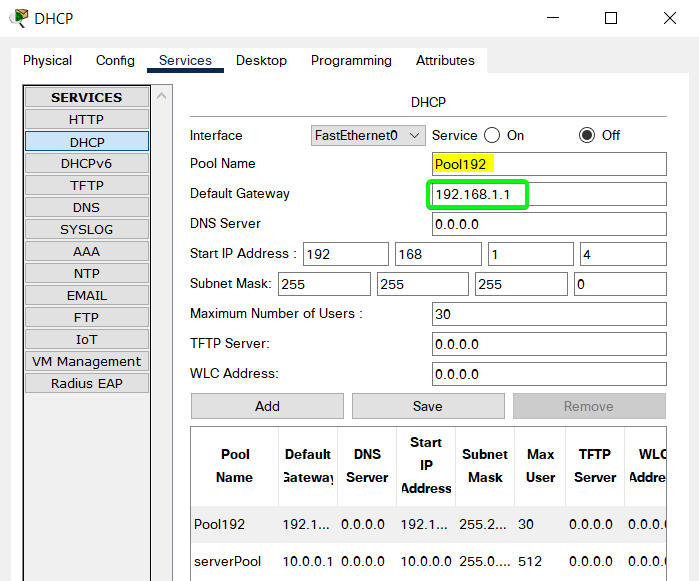 DHCP
Physical Config Services Desktop Programming Attributes
SERVICES
HTTP
DHCP
DHCPv6
TFTP
DNS
SYSLOG
AAA
NTP
EMAIL
FTP
IoT
VM Management
Radius EAP
DHCP
Interface FastEthernet0 Service On Off
Pool Name Pool192
Default Gateway 192.168.1.1
DNS Server 0.0.0.0
Start IP Address : 192 168 1 4
Subnet Mask: 255 255 255 0
Maximum Number of Users : 30
TFTP Server: 0.0.0.0
WLC Address: 0.0.0.0
Add Save Remove
Pool Name Default Gateway DNS Server Start IP Address Subnet Mask Max User TFTP Server WLC Addre
Pool192 192.1... 0.0.0.0 192.1... 255.2... 30 0.0.0.0 0.0.0.
serverPool 10.0.0.1 0.0.0.0 10.0.0.0 255.0.... 512 0.0.0.0 0.0.0.